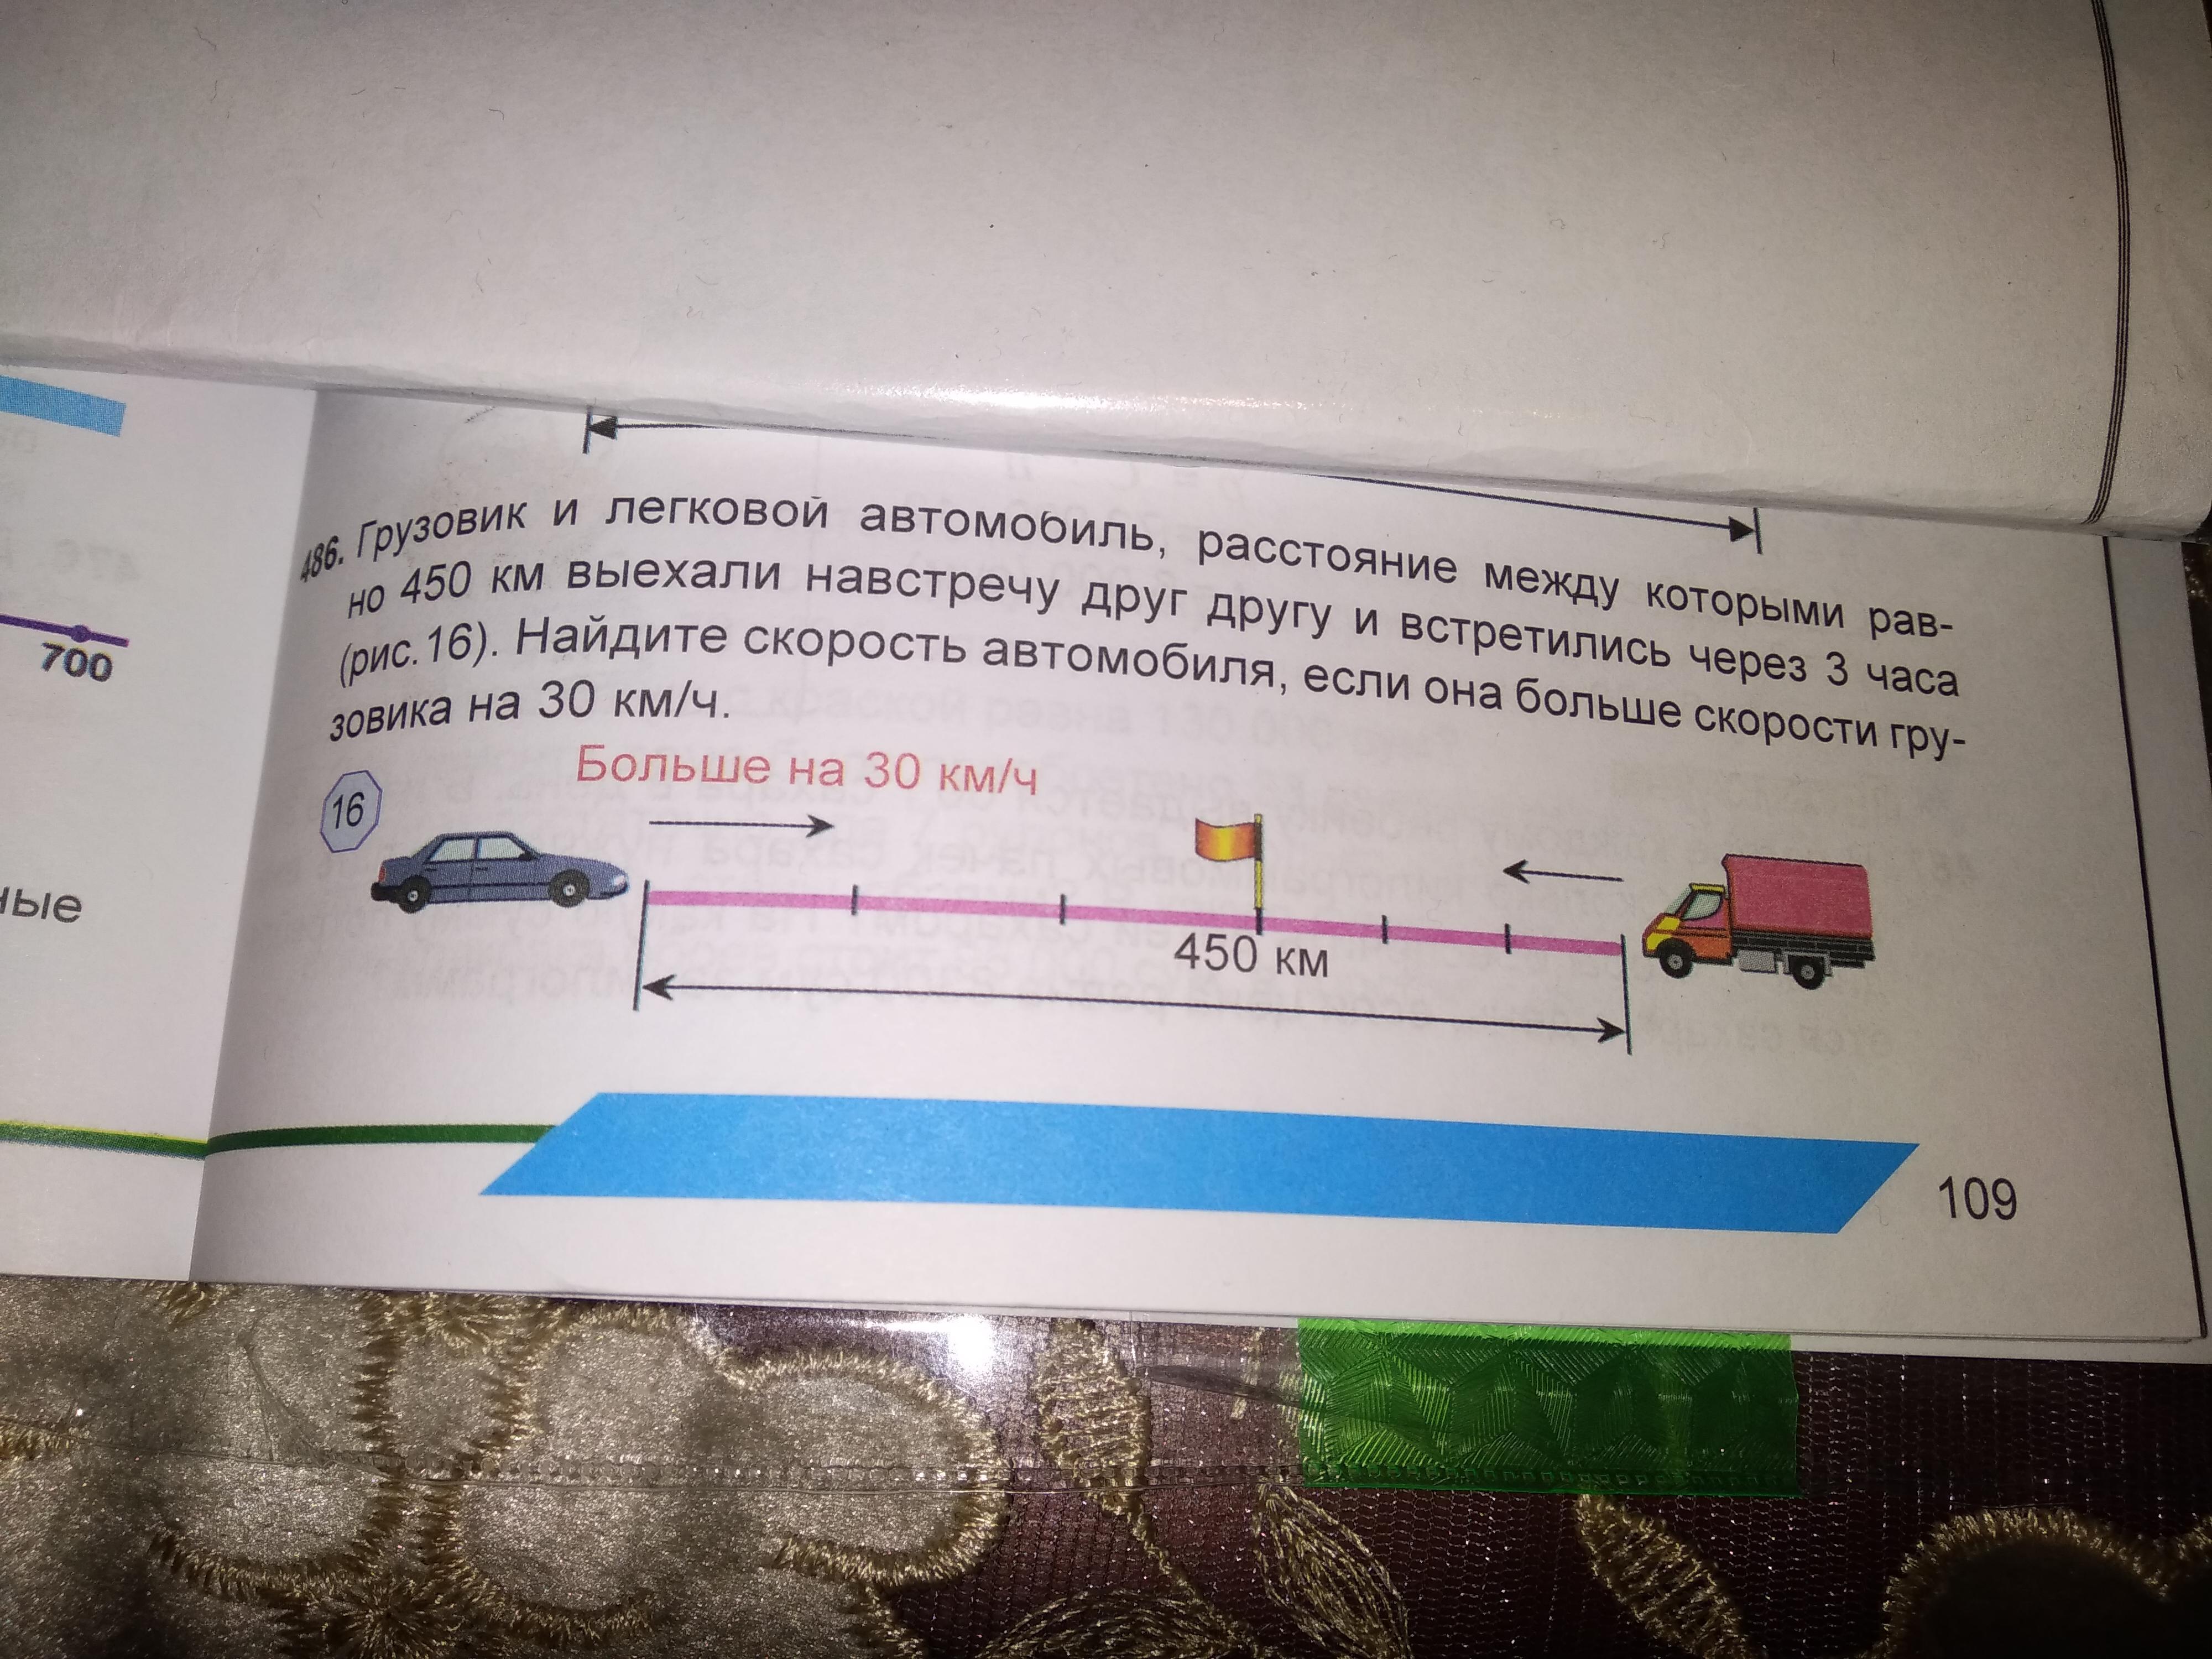 486. Грузовик и легковой автомобиль, расстояние между которыми рав-
но 450 км выехали навстречу друг другу и встретились через 3 часа
(рис.16). Найдите скорость автомобиля, если она больше скорости гру-
зовика на 30 км/ч.
Больше на 30 км/ч
16
450 км
109
700
ные